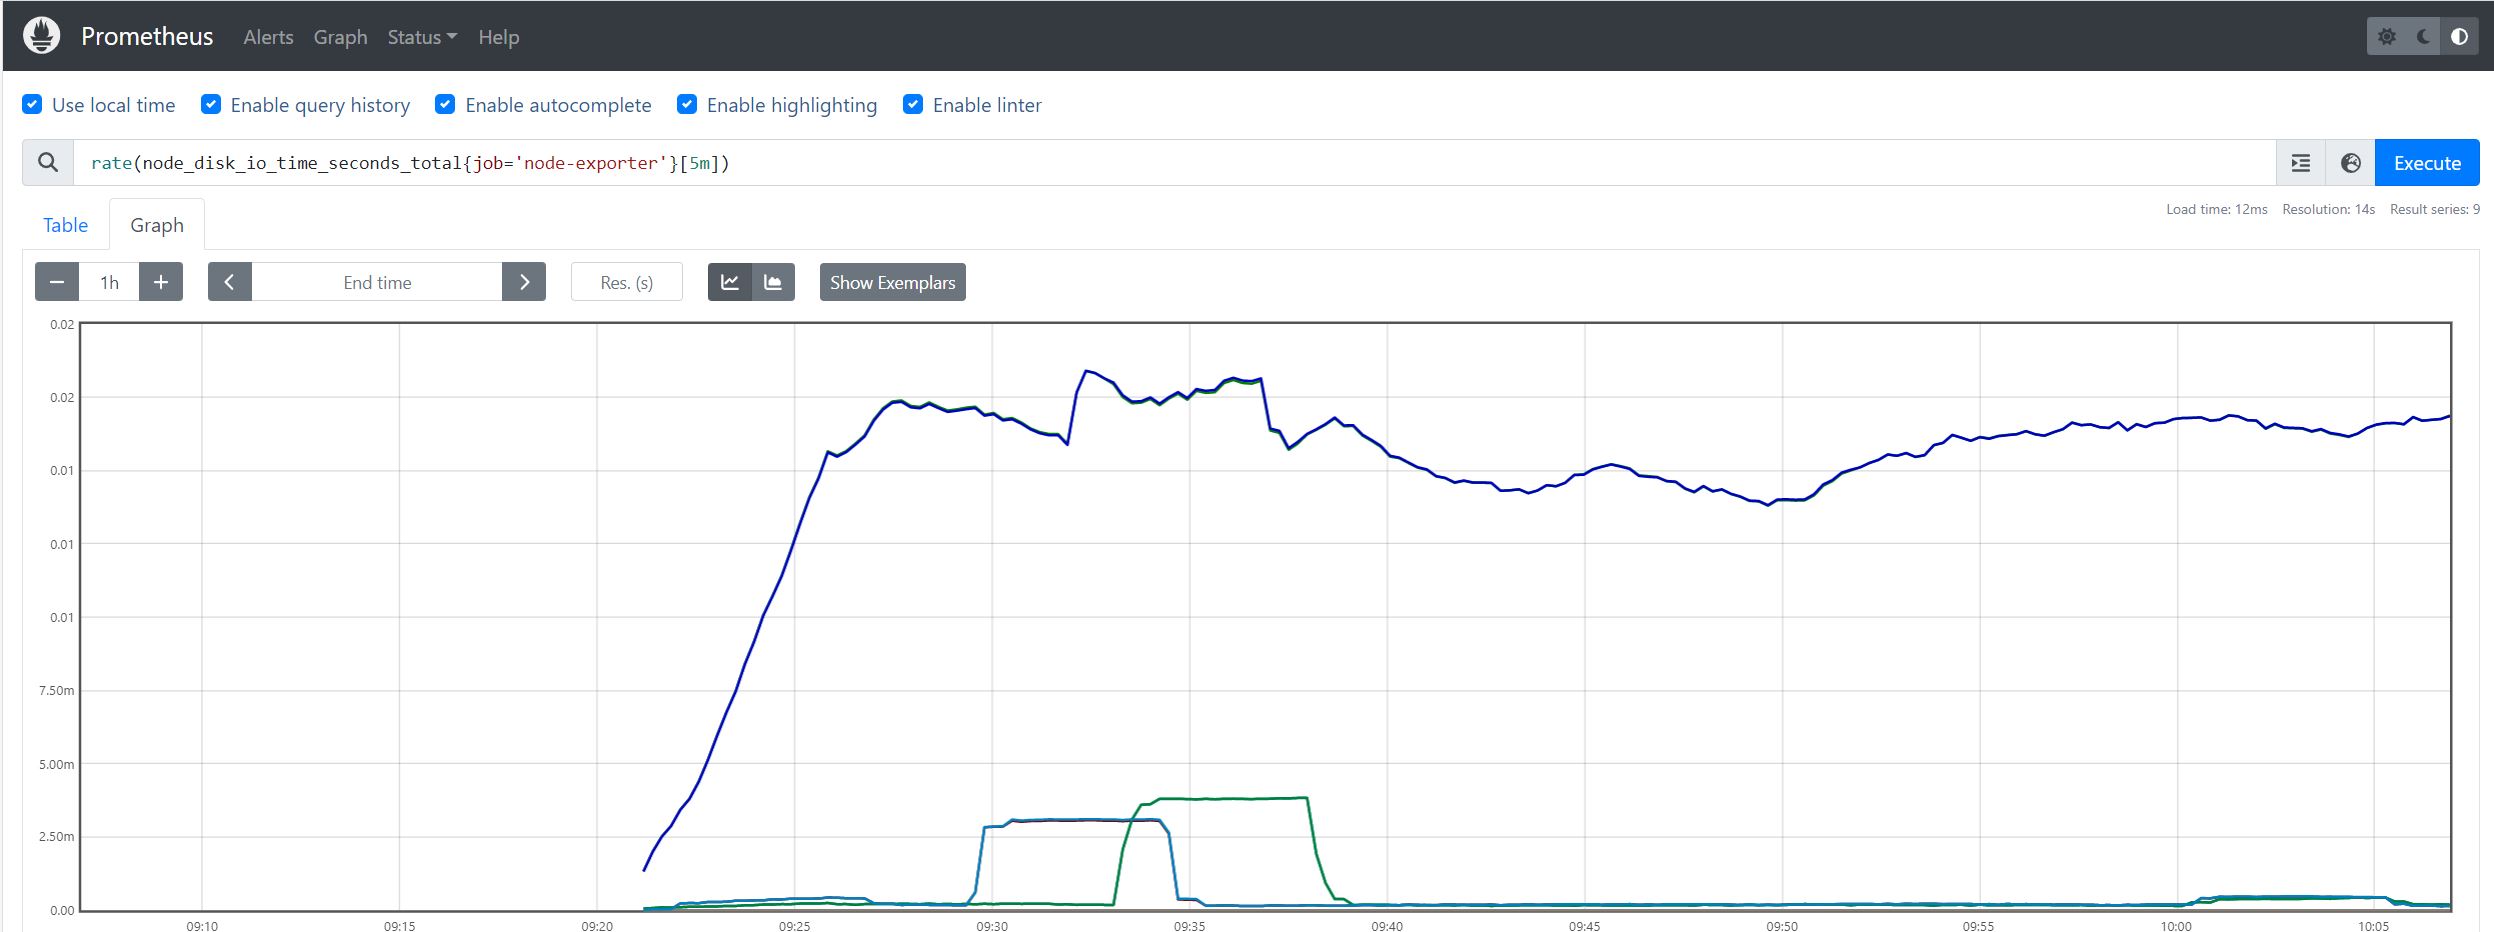 Prometheus Alerts Graph Status Help
Use local time Enable query history Enable autocomplete Enable highlighting Enable linter
rate(node_disk_io_time_seconds_total{job='node-exporter'}[5m]) Execute
Table Graph
Load time: 12ms Resolution: 14s Result series: 9
1h End time Res. (s) Show Exemplars
0.02
0.02
0.01
0.01
0.01
7.50m
5.00m
2.50m
0.00
09:10 09:15 09:20 09:25 09:30 09:35 09:40 09:45 09:50 09:55 10:00 10:05